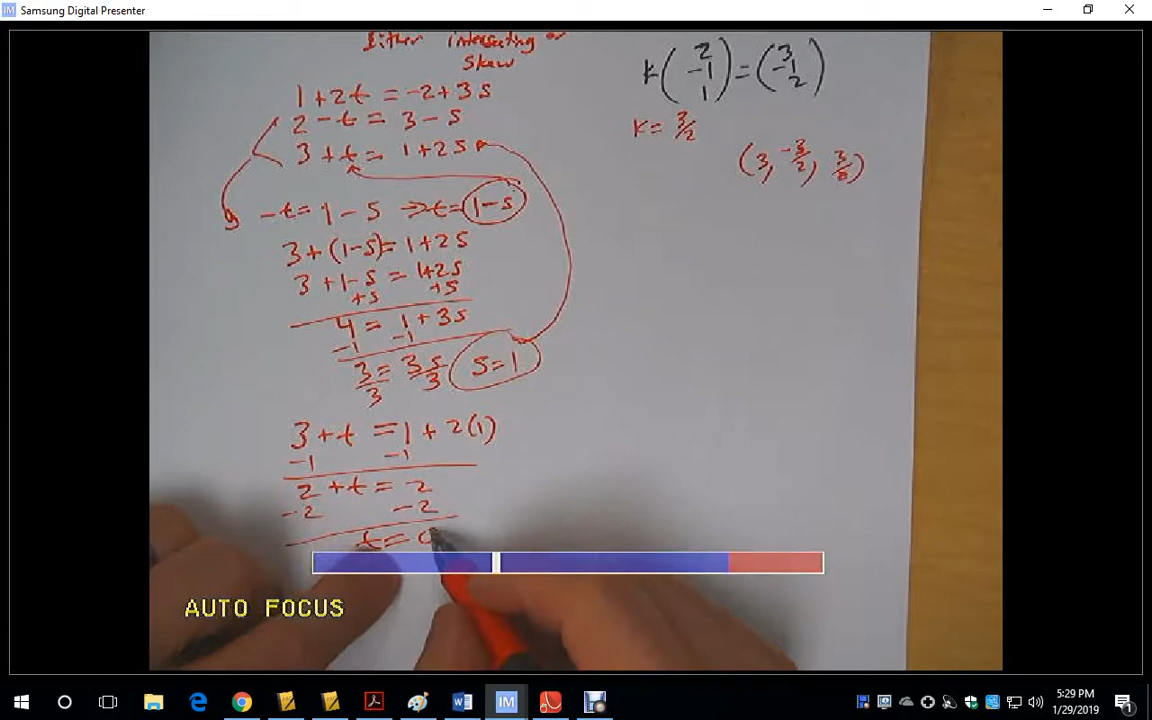 Samsung Digital Presenter
Either intersecting or
skew
1 + 2t = -2 + 3s
2 - t = 3 - s
3 + t = 1 + 2s
-t = 1 - s => t = 1 - s
3 + (1 - s) = 1 + 2s
3 + 1 - s = 1 + 2s
+s +s
4 = 1 + 3s
-1 -1
3/3 = 3s/3 s = 1
3 + t = 1 + 2(1)
-1 -1
2 + t = 2
-2 -2
t = 0
K(2 -1 1) = (3 -1 2)
K = 3/2
(3, -3/2,
AUTO FOCUS
5:29 PM
1/29/2019